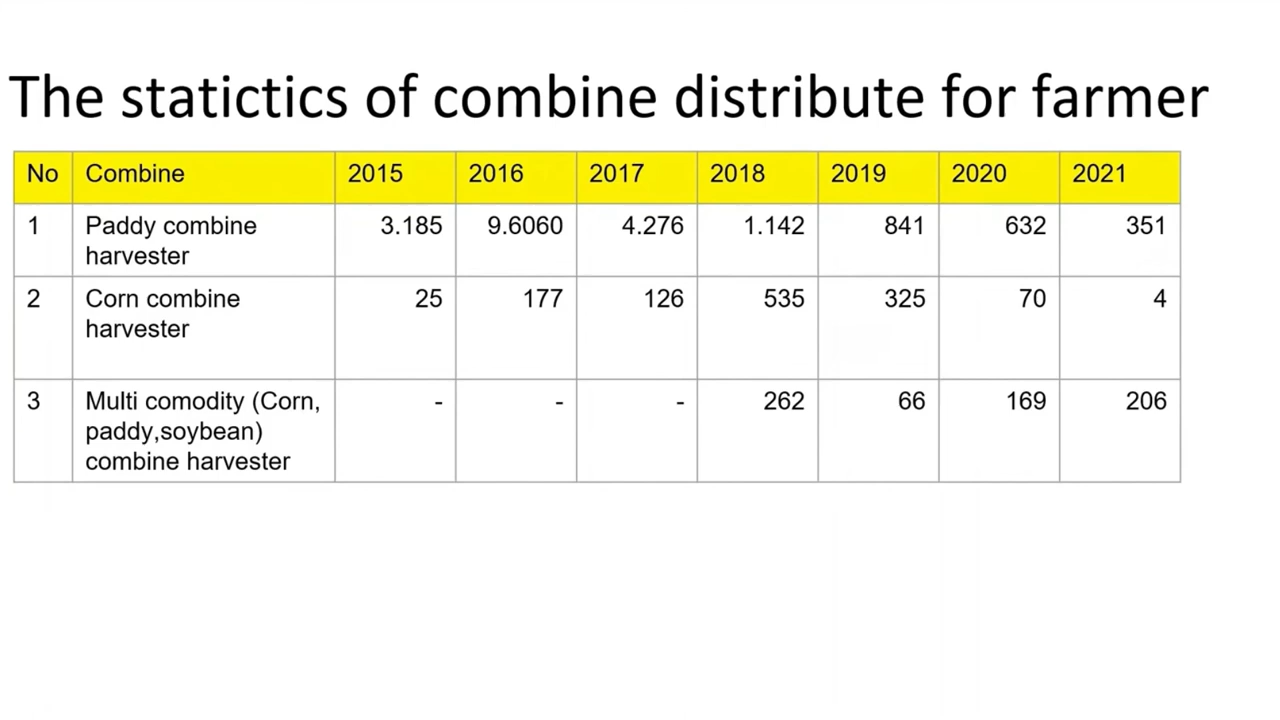 The statictics of combine distribute for farmer
No Combine 2015 2016 2017 2018 2019 2020 2021
1 Paddy combine 3.185 9.6060 4.276 1.142 841 632 351
harvester
2 Corn combine 25 177 126 535 325 70 4
harvester
3 Multi comodity (Corn, - - - 262 66 169 206
paddy,soybean)
combine harvester